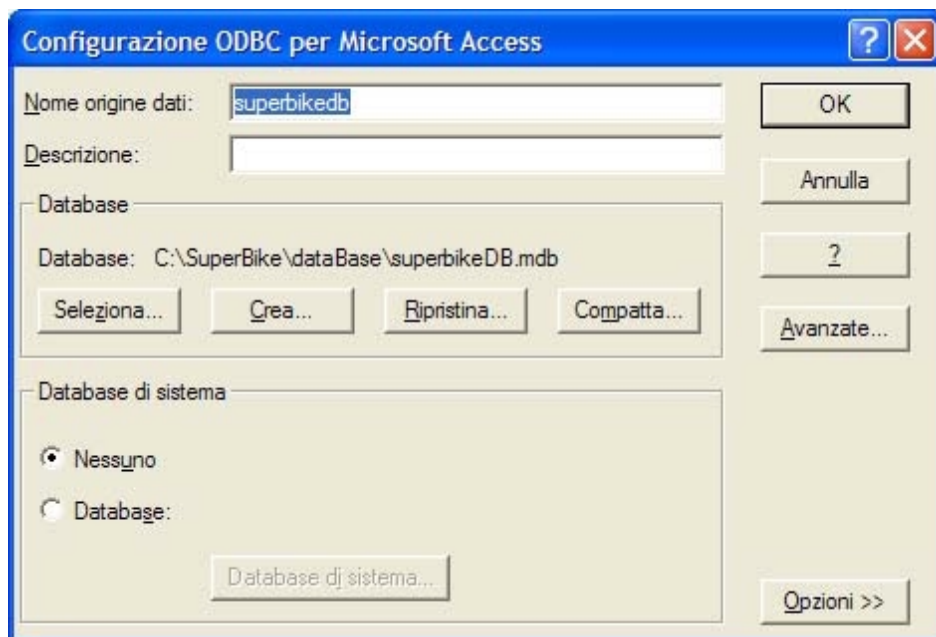 Configurazione ODBC per Microsoft Access
?
Nome origine dati: superbikedb
OK
Descrizione:
Annulla
Database
Database: C:\SuperBike\dataBase\superbikeDB.mdb
?
Seleziona... Crea... Ripristina... Compatta...
Avanzate...
Database di sistema
Nessuno
Database:
Database di sistema...
Opzioni >>